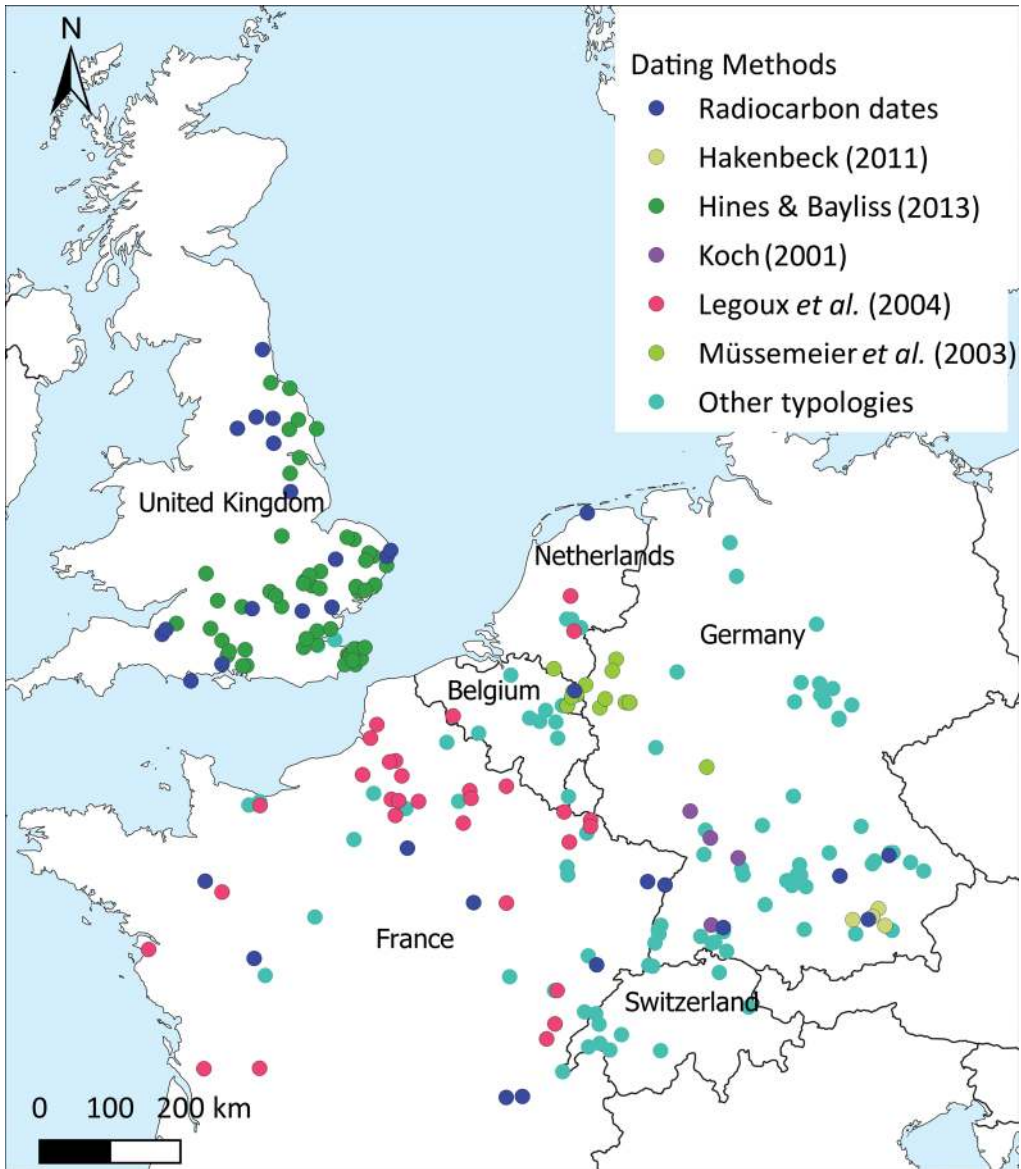 N
Dating Methods
Radiocarbon dates
Hakenbeck (2011)
Hines & Bayliss (2013)
Koch (2001)
Legoux et al. (2004)
Müssemeier et al. (2003)
Other typologies
United Kingdom
Netherlands
Germany
Belgium
France
Switzerland
0 100 200 km